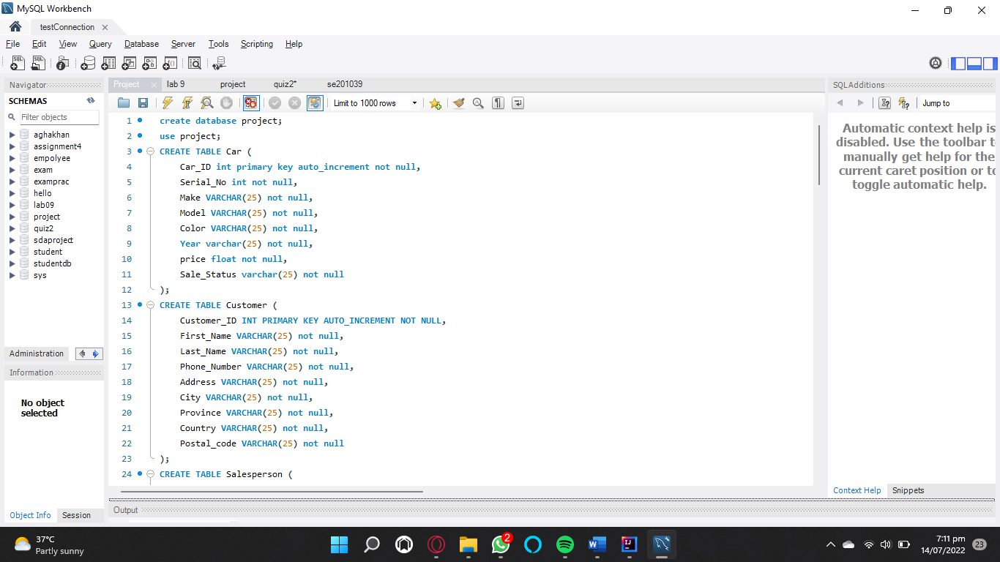 MySQL Workbench
testConnection
File Edit View Query Database Server Tools Scripting Help
Navigator
SCHEMAS
Filter objects
aghakhan
assignment4
empolyee
exam
examprac
hello
lab09
project
quiz2
sdaproject
student
studentdb
sys
Administration
Information
No object
selected
Object Info Session
Project lab 9 project quiz2* se201039
Limit to 1000 rows
1 create database project;
2 use project;
3 CREATE TABLE Car (
4 Car_ID int primary key auto_increment not null,
5 Serial_No int not null,
6 Make VARCHAR(25) not null,
7 Model VARCHAR(25) not null,
8 Color VARCHAR(25) not null,
9 Year varchar(25) not null,
10 price float not null,
11 Sale_Status varchar(25) not null
12 );
13 CREATE TABLE Customer (
14 Customer_ID INT PRIMARY KEY AUTO_INCREMENT NOT NULL,
15 First_Name VARCHAR(25) not null,
16 Last_Name VARCHAR(25) not null,
17 Phone_Number VARCHAR(25) not null,
18 Address VARCHAR(25) not null,
19 City VARCHAR(25) not null,
20 Province VARCHAR(25) not null,
21 Country VARCHAR(25) not null,
22 Postal_code VARCHAR(25) not null
23 );
24 CREATE TABLE Salesperson (
Output
SQLAdditions
Jump to
Automatic context help is
disabled. Use the toolbar t
manually get help for the
current caret position or to
toggle automatic help.
Context Help Snippets
37°C
Partly sunny
2
7:11 pm
14/07/2022
23